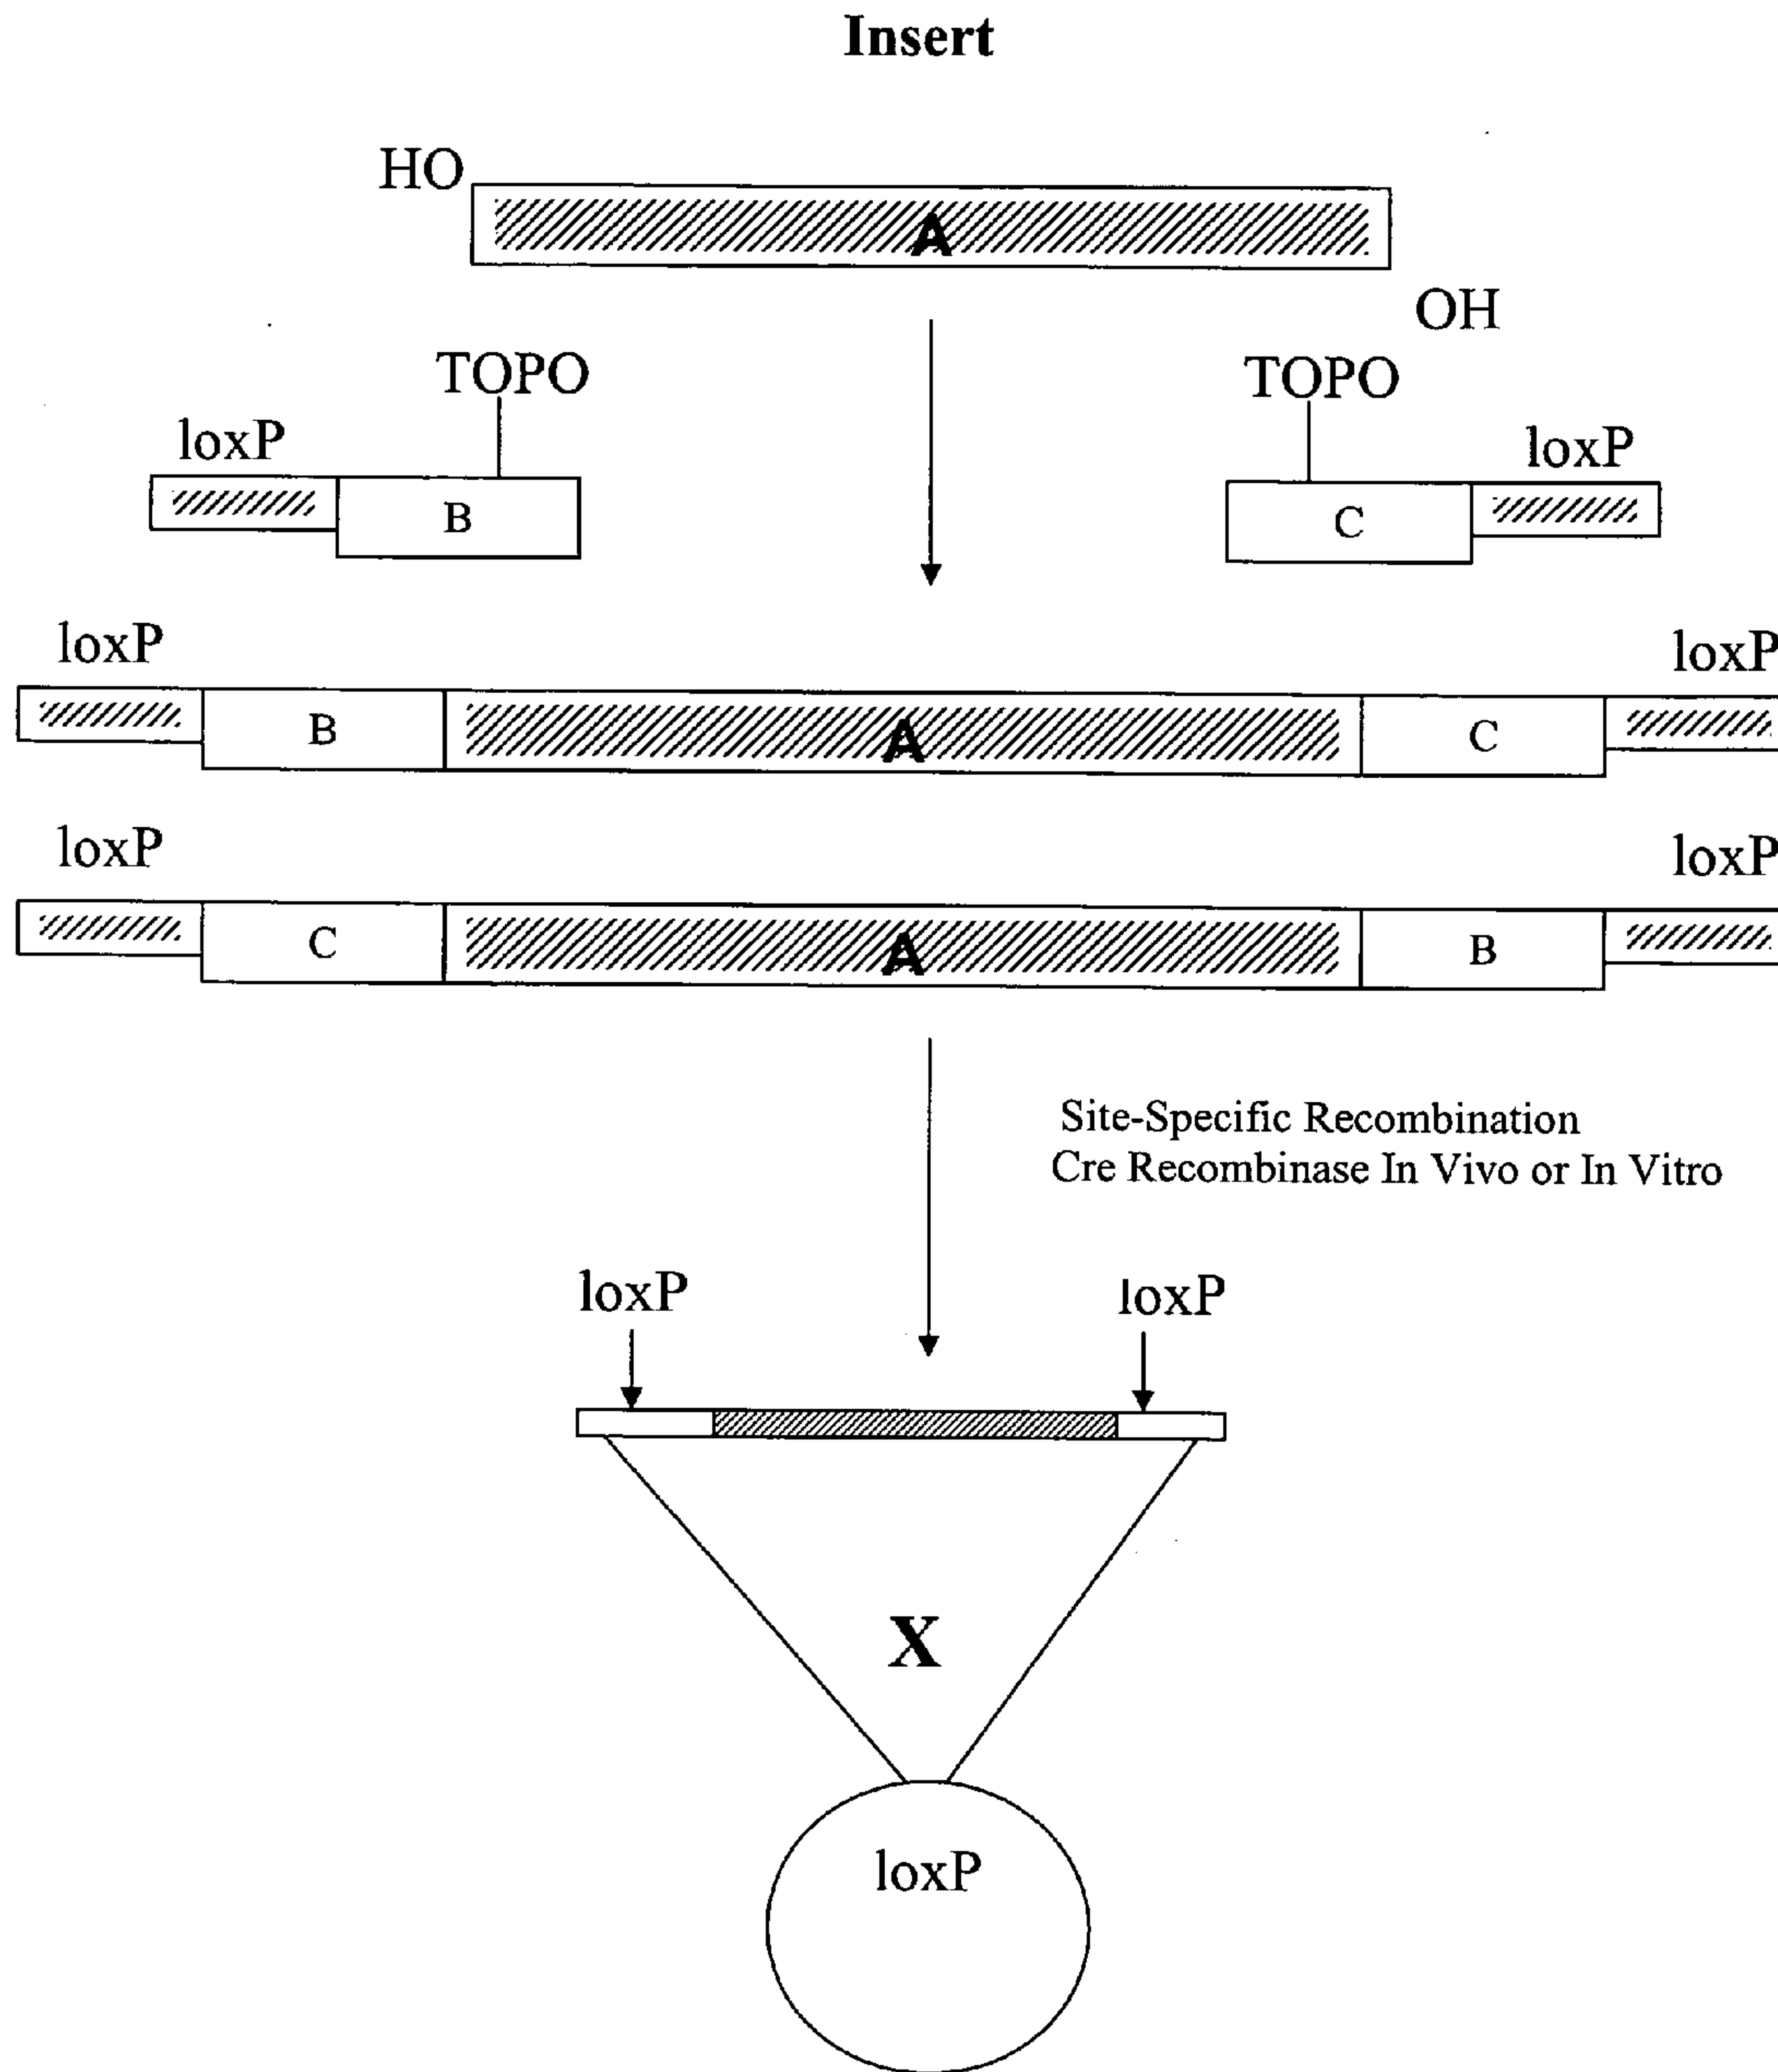 Insert
HO
A
OH
TOPO
TOPO
loxP
loxP
B
C
loxP
loxP
B
A
C
loxP
loxP
C
A
B
Site-Specific Recombination
Cre Recombinase In Vivo or In Vitro
loxP
loxP
X
loxP